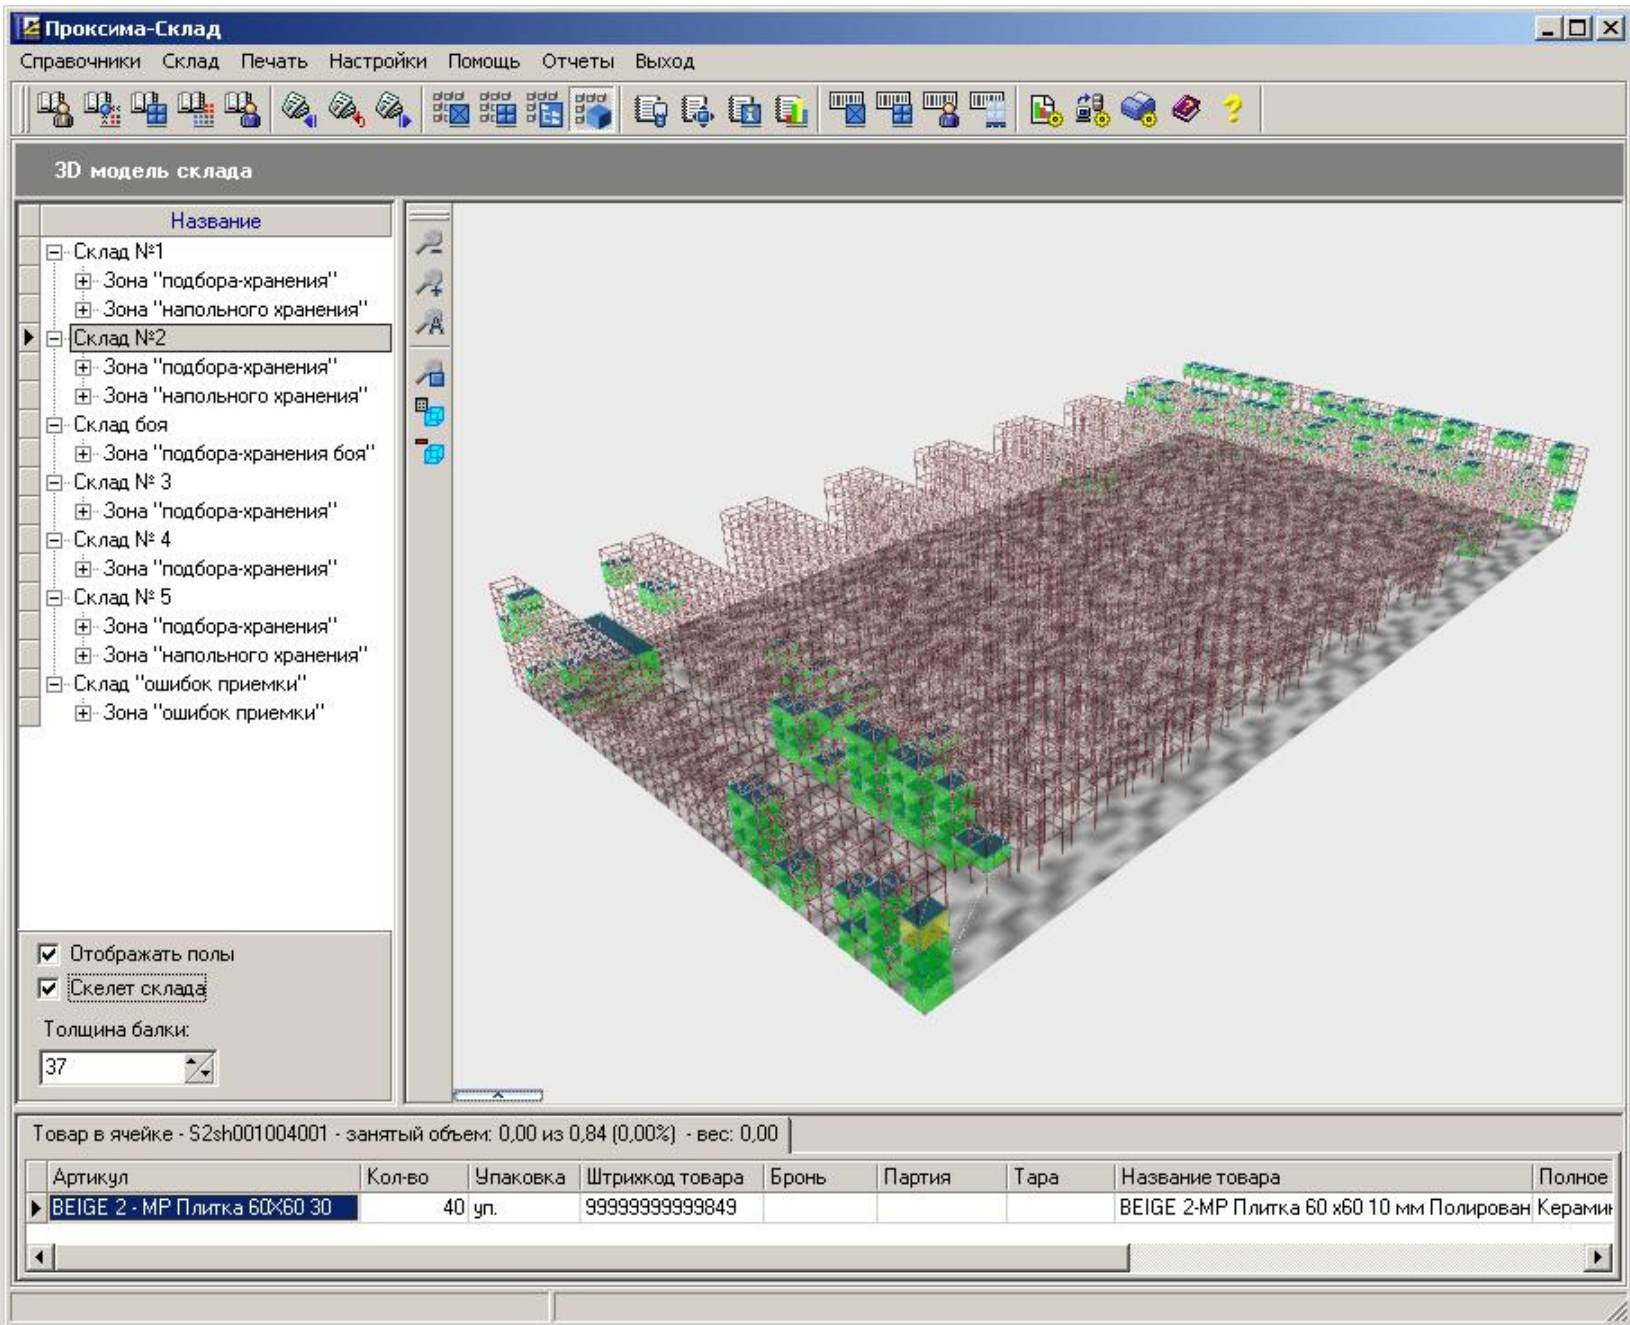 Проксима-Склад
Справочники Склад Печать Настройки Помощь Отчеты Выход
3D модель склада
Название
Склад №1
Зона "подбора-хранения"
Зона "напольного хранения"
Склад №2
Зона "подбора-хранения"
Зона "напольного хранения"
Склад боя
Зона "подбора-хранения боя"
Склад № 3
Зона "подбора-хранения"
Склад № 4
Зона "подбора-хранения"
Склад № 5
Зона "подбора-хранения"
Зона "напольного хранения"
Склад "ошибок приемки"
Зона "ошибок приемки"
Отображать полы
Скелет склада
Толщина балки:
37
Товар в ячейке - S2sh001004001 - занятый объем: 0,00 из 0,84 (0,00%) - вес: 0,00
Артикул Кол-во Упаковка Штрихкод товара Бронь Партия Тара Название товара Полное
BEIGE 2 - MP Плитка 60X60 30 40 уп. 99999999999849 BEIGE 2-MP Плитка 60 x60 10 мм Полирован Керамин